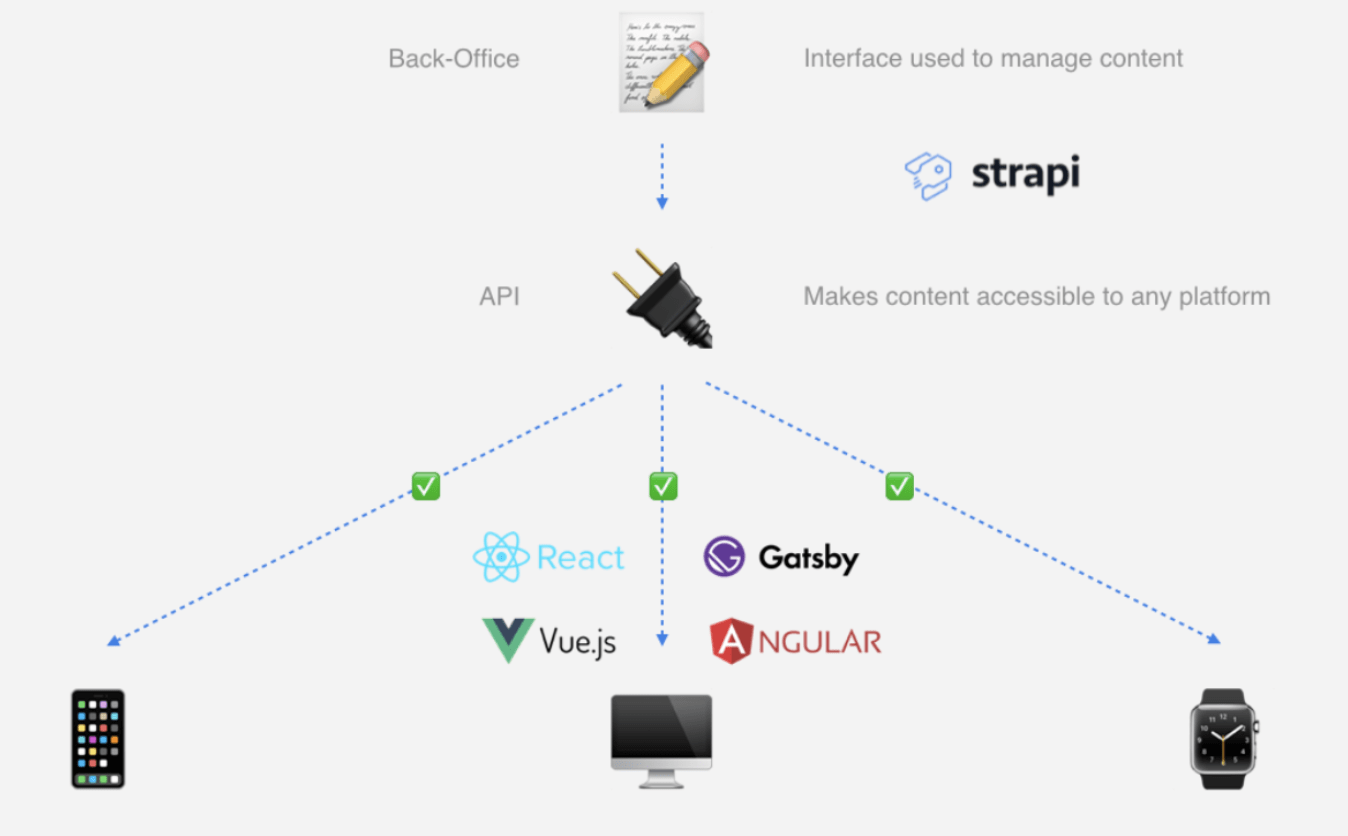 Back-Office
Interface used to manage content
strapi
API
Makes content accessible to any platform
React
Gatsby
Vue.js
ANGULAR